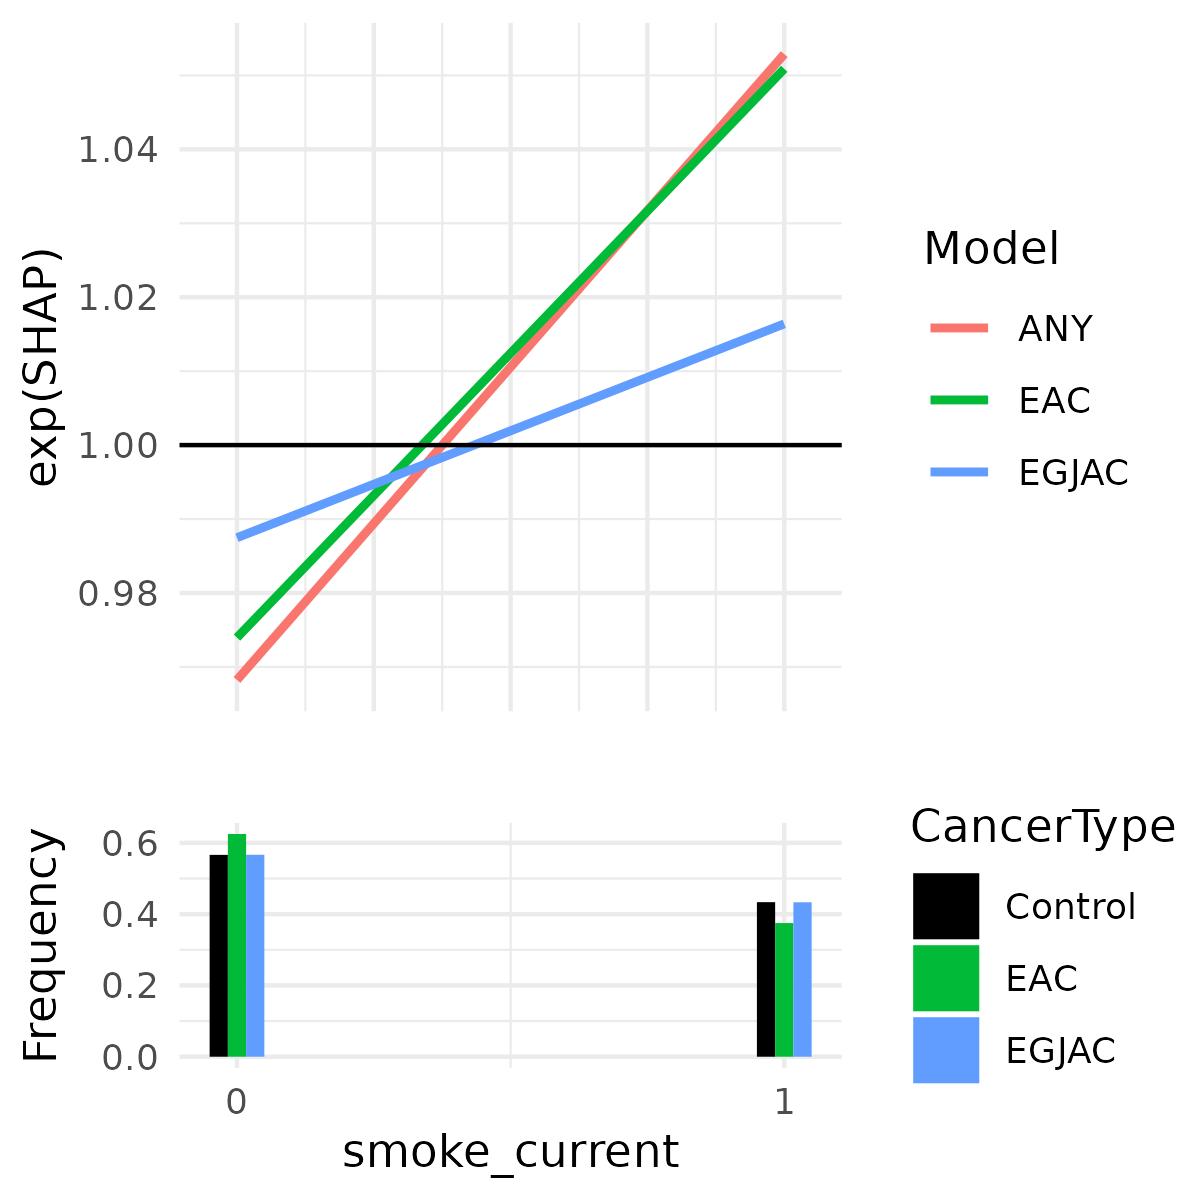 exp(SHAP)
1.04
1.02
1.00
0.98
Model
ANY
EAC
EGJAC
Frequency
0.6
0.4
0.2
0.0
0 1
smoke_current
CancerType
Control
EAC
EGJAC